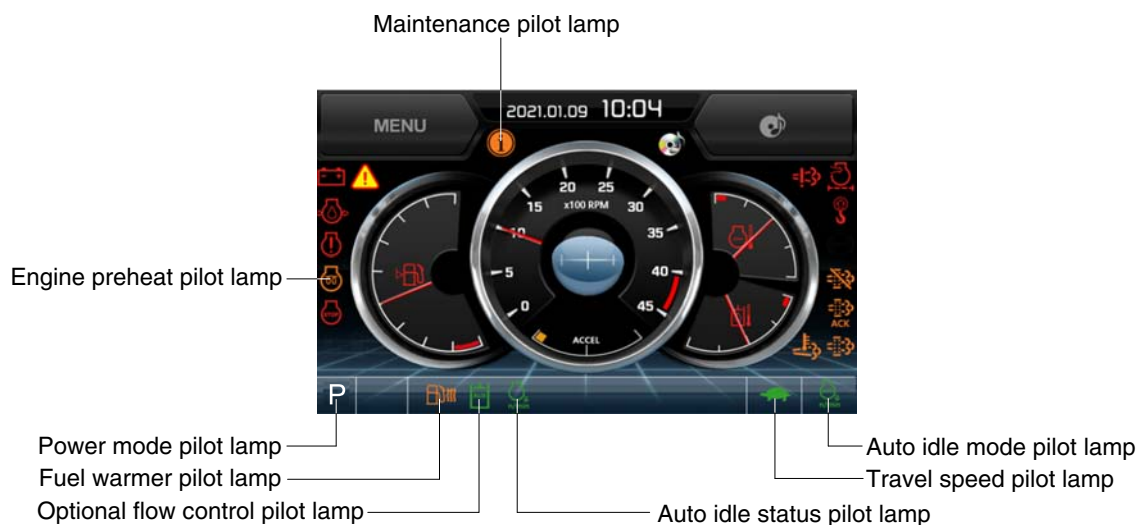 Maintenance pilot lamp
MENU
2021.01.09 10:04
20 25
15 x100 RPM 30
10 35
5 40
0 45
ACCEL
STOP
ACK
Engine preheat pilot lamp
P
Power mode pilot lamp
Fuel warmer pilot lamp
Optional flow control pilot lamp
Auto idle status pilot lamp
Auto idle mode pilot lamp
Travel speed pilot lamp